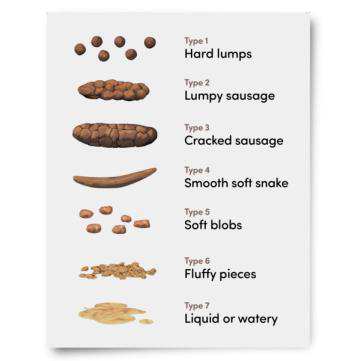 Type 1
Hard lumps
Type 2
Lumpy sausage
Type 3
Cracked sausage
Type 4
Smooth soft snake
Type 5
Soft blobs
Type 6
Fluffy pieces
Type 7
Liquid or watery